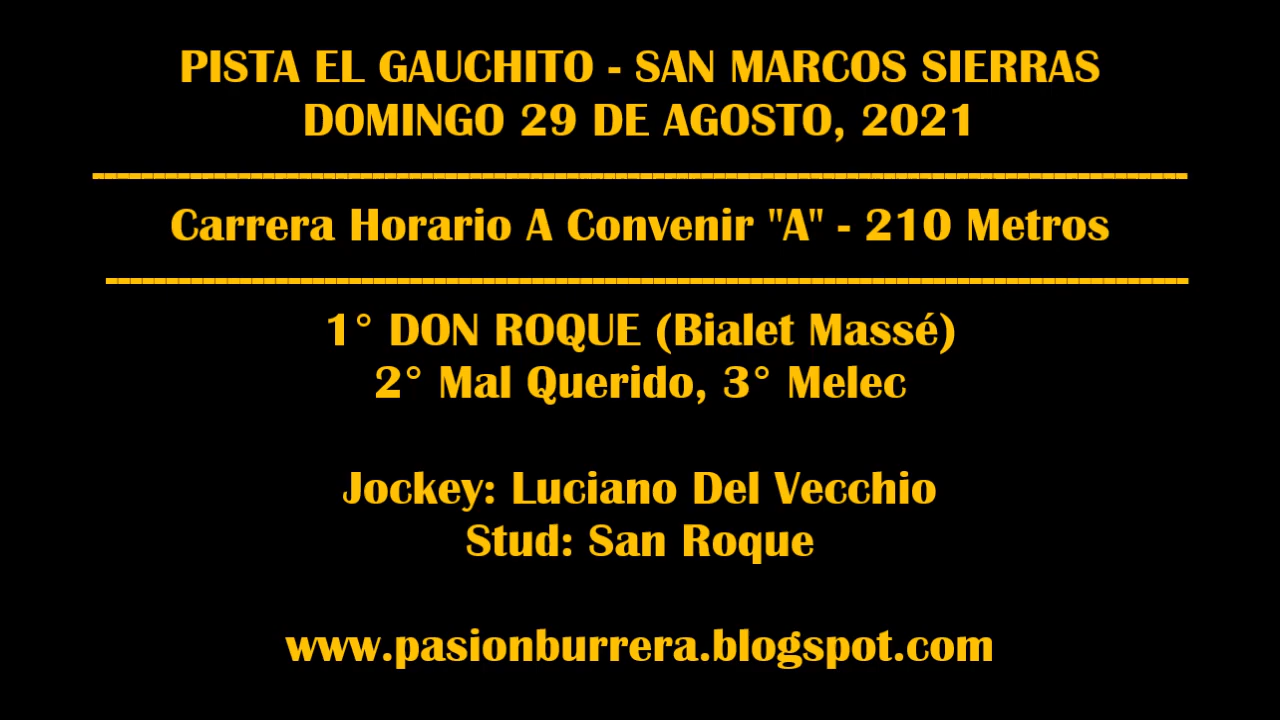 PISTA EL GAUCHITO - SAN MARCOS SIERRAS
DOMINGO 29 DE AGOSTO, 2021
Carrera Horario A Convenir "A" - 210 Metros
1° DON ROQUE (Bialet Massé)
2° Mal Querido, 3° Melec
Jockey: Luciano Del Vecchio
Stud: San Roque
www.pasionburrera.blogspot.com